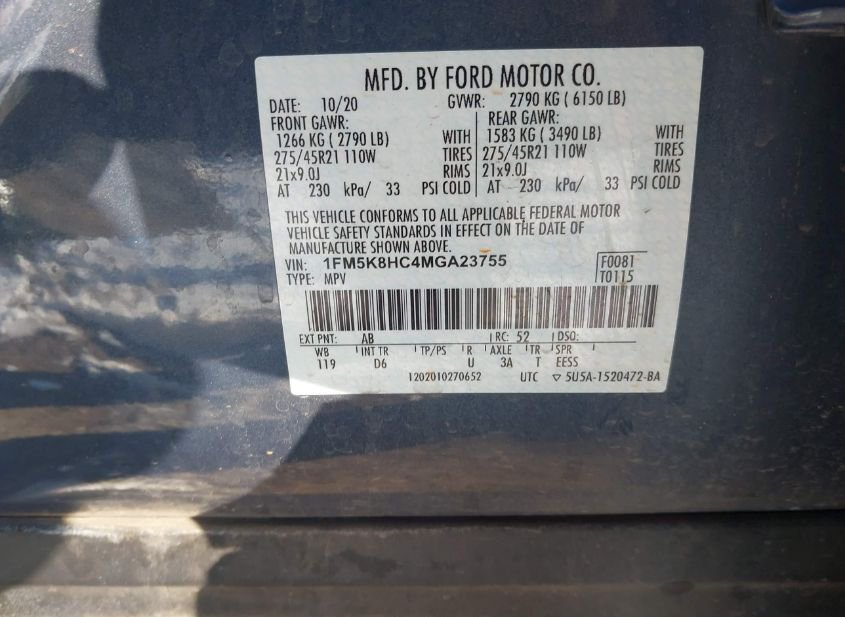 MFD. BY FORD MOTOR CO.
DATE: 10/20 GVWR: 2790 KG ( 6150 LB)
FRONT GAWR: REAR GAWR:
1266 KG ( 2790 LB) WITH 1583 KG ( 3490 LB) WITH
275/45R21 110W TIRES 275/45R21 110W TIRES
21x9.0J RIMS 21x9.0J RIMS
AT 230 kPa/ 33 PSI COLD AT 230 kPa/ 33 PSI COLD
THIS VEHICLE CONFORMS TO ALL APPLICABLE FEDERAL MOTOR
VEHICLE SAFETY STANDARDS IN EFFECT ON THE DATE OF
MANUFACTURE SHOWN ABOVE.
VIN: 1FM5K8HC4MGA23755 F0081
TYPE: MPV T0115
EXT PNT: AB RC: 52 DSO:
WB INT TR TP/PS R AXLE TR SPR
119 D6 U 3A T EESS
1202010270652 UTC ▽ 5U5A-1520472-BA